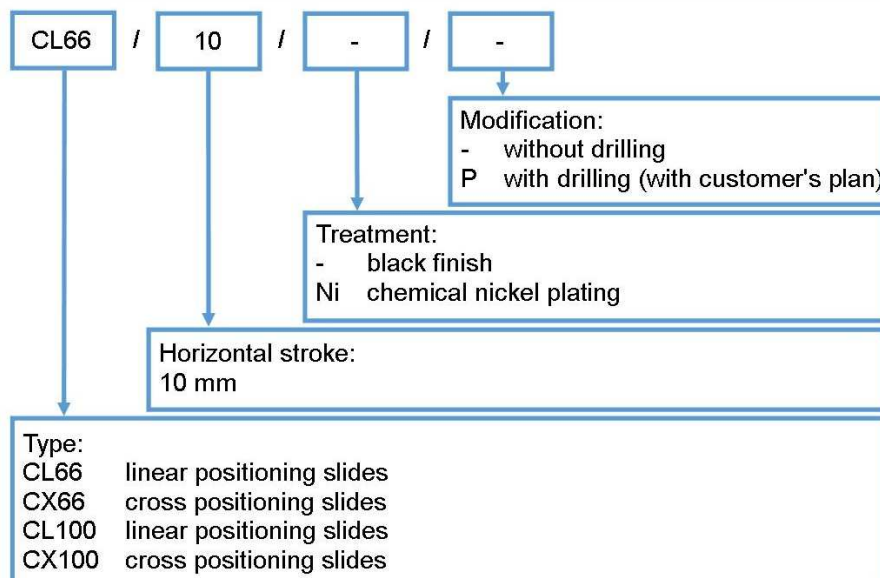 CL66 / 10 / - / -
Modification:
- without drilling
P with drilling (with customer's plan)
Treatment:
- black finish
Ni chemical nickel plating
Horizontal stroke:
10 mm
Type:
CL66 linear positioning slides
CX66 cross positioning slides
CL100 linear positioning slides
CX100 cross positioning slides